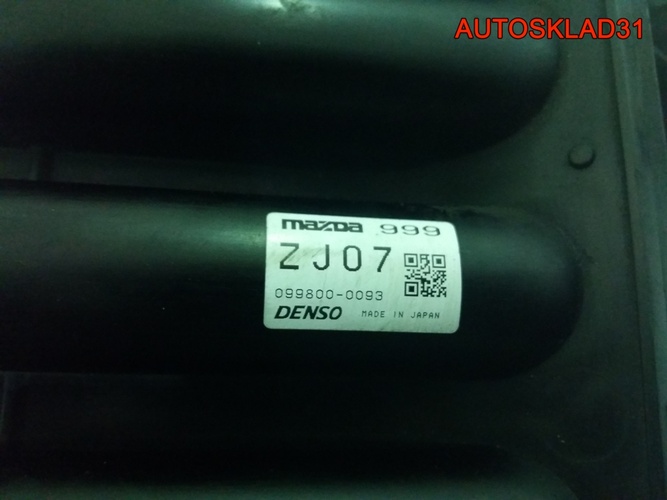 AUTOSKLAD31
mazda 999
ZJ07
099800-0093
DENSO MADE IN JAPAN